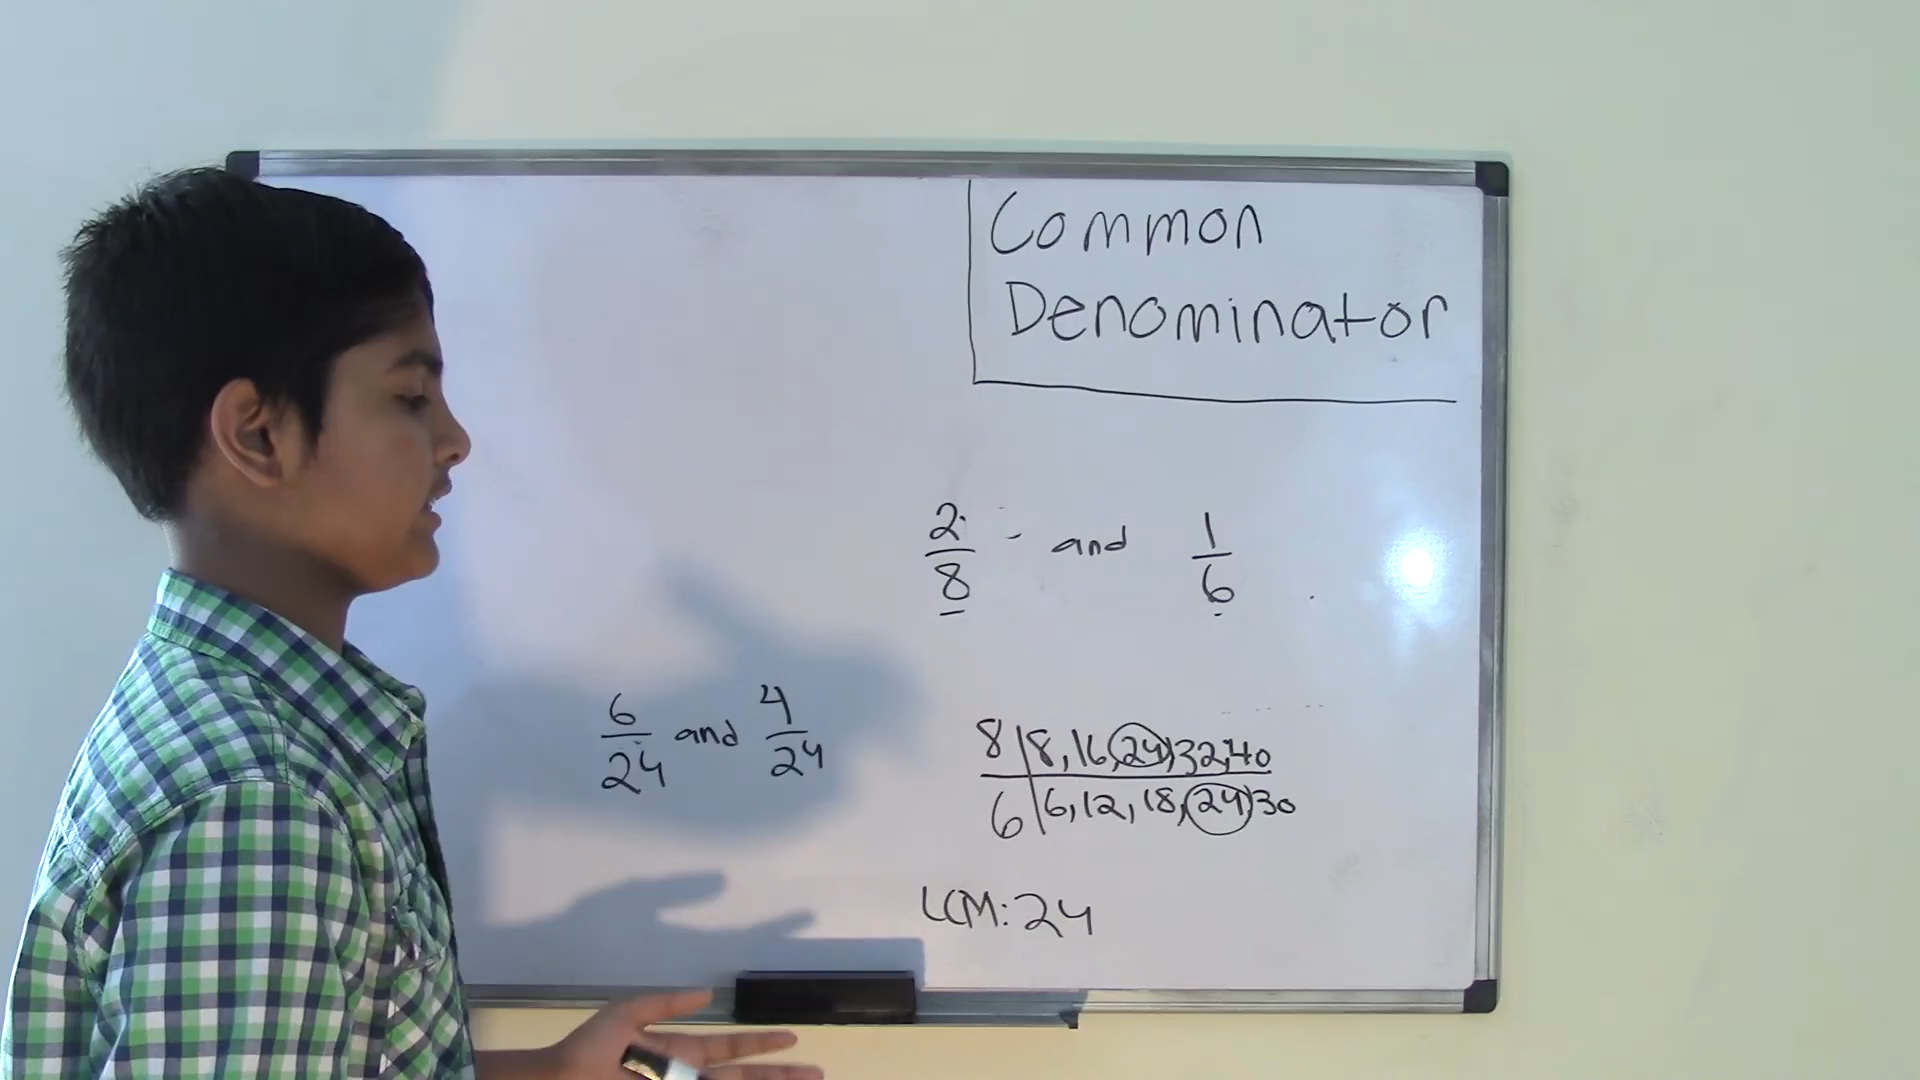 Common
Denominator
2/8 and 1/6
6/24 and 4/24
8 | 8, 16, 24, 32, 40
6 | 6, 12, 18, 24, 30
LCM: 24